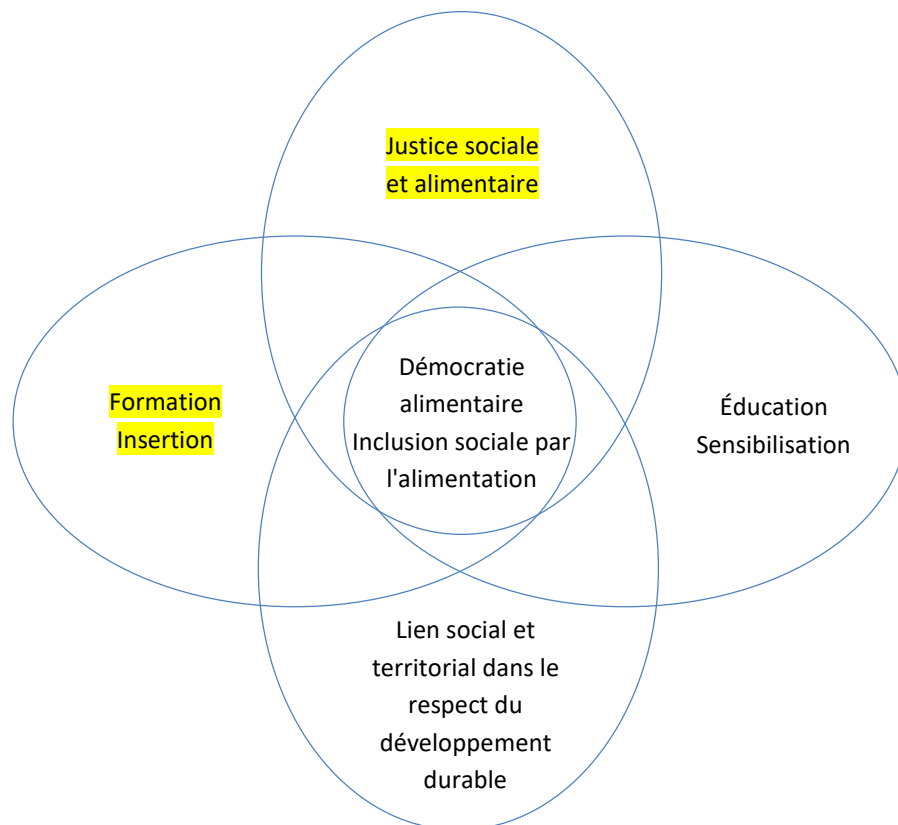 Justice sociale
et alimentaire
Formation
Insertion
Démocratie
alimentaire
Inclusion sociale par
l'alimentation
Éducation
Sensibilisation
Lien social et
territorial dans le
respect du
développement
durable